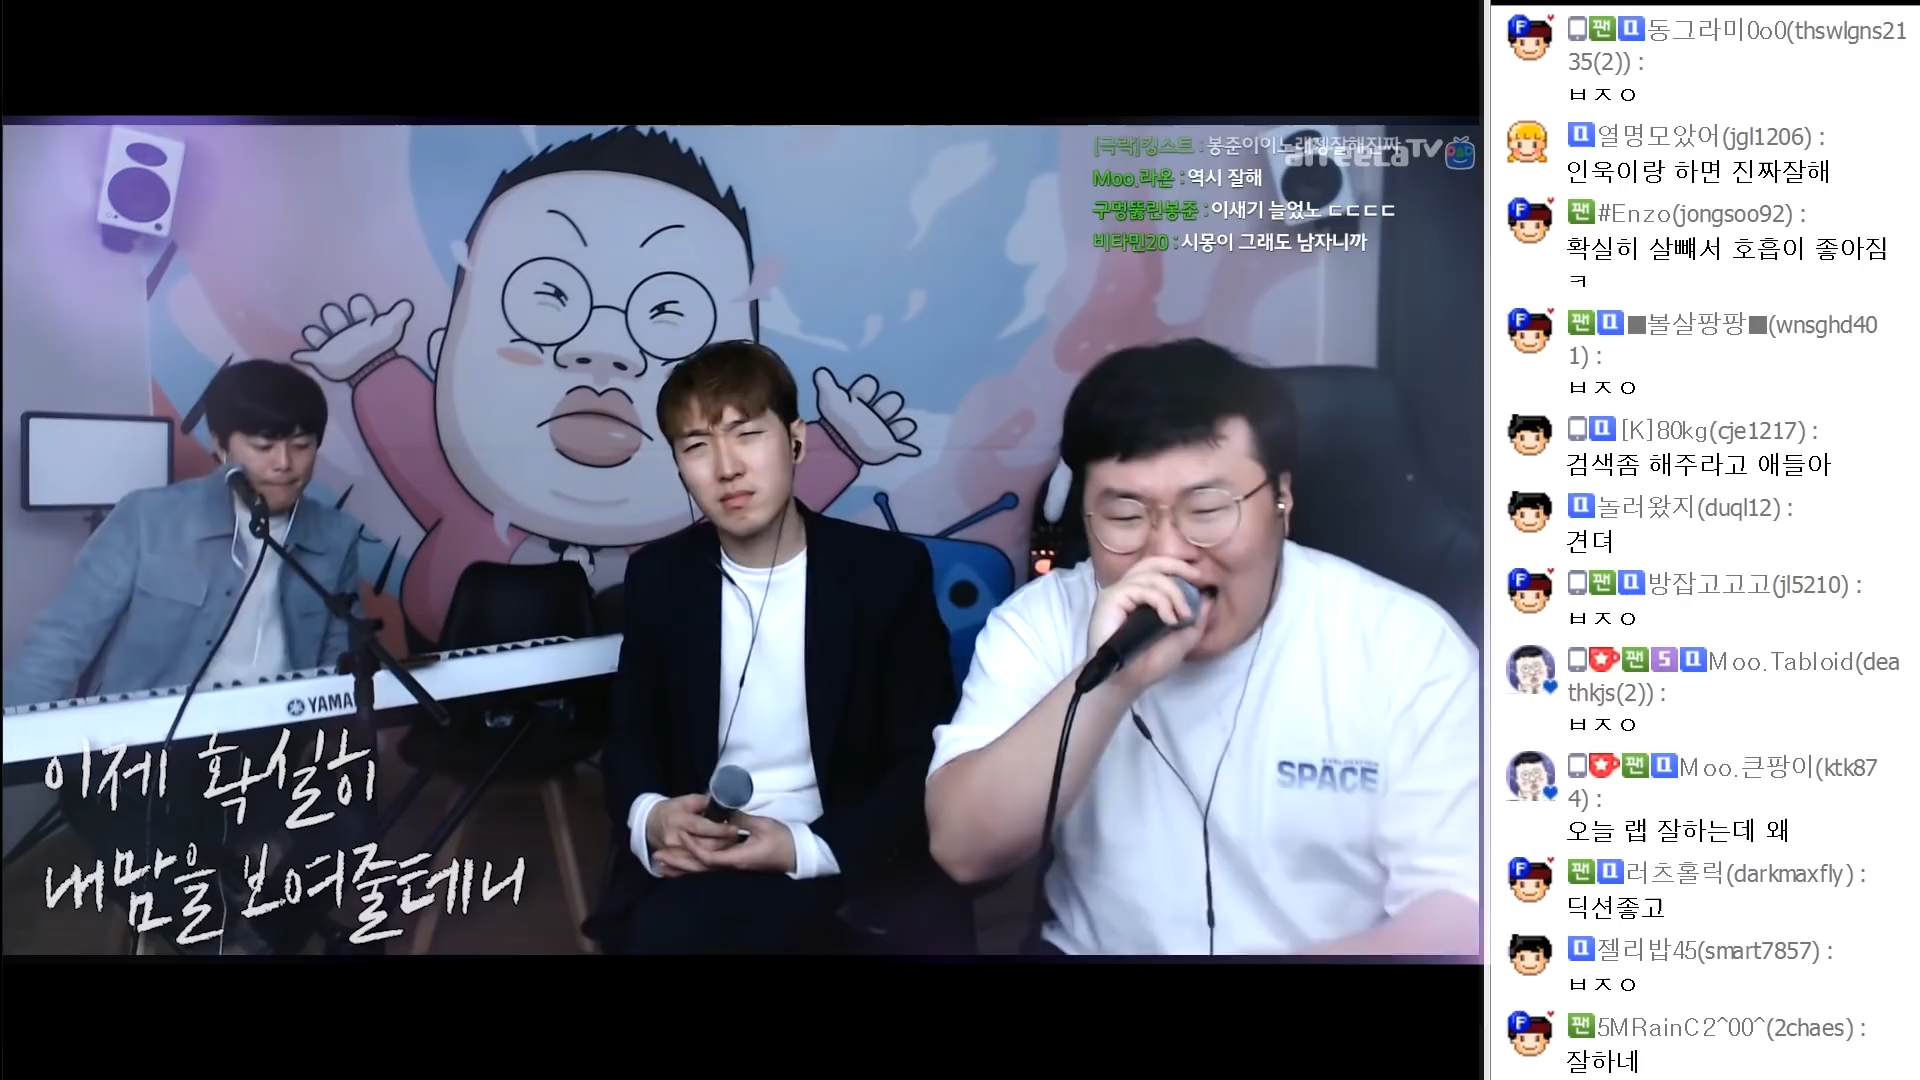 [극락]킹스트 : 봉준이이노래젱잘해진짜
afreecaTV
Moo.라온 : 역시 잘해
구명뚫린봉준 : 이새기 늘었노 ㄷㄷㄷㄷ
비타민20 : 시몽이 그래도 남자니까
YAMA
SPACE
이제 확실히
내맘을 보여줄테니
팬 동그라미0o0(thswlgns21
35(2)) :
ㅂㅈㅇ
열명모았어(jgl1206) :
인욱이랑 하면 진짜잘해
팬 #Enzo(jongsoo92) :
확실히 살빼서 호흡이 좋아짐
ㅋ
팬 ■볼살팡팡■(wnsghd40
1) :
ㅂㅈㅇ
[K]80kg(cje1217) :
검색좀 해주라고 애들아
놀러왔지(duql12) :
견뎌
팬 방잡고고고(jl5210) :
ㅂㅈㅇ
팬 S Moo.Tabloid(dea
thkjs(2)) :
ㅂㅈㅇ
팬 Moo.큰팡이(ktk87
4) :
오늘 랩 잘하는데 왜
팬 러츠홀릭(darkmaxfly) :
딕션좋고
젤리밥45(smart7857) :
ㅂㅈㅇ
팬 5MRainC2^00^(2chaes) :
잘하네